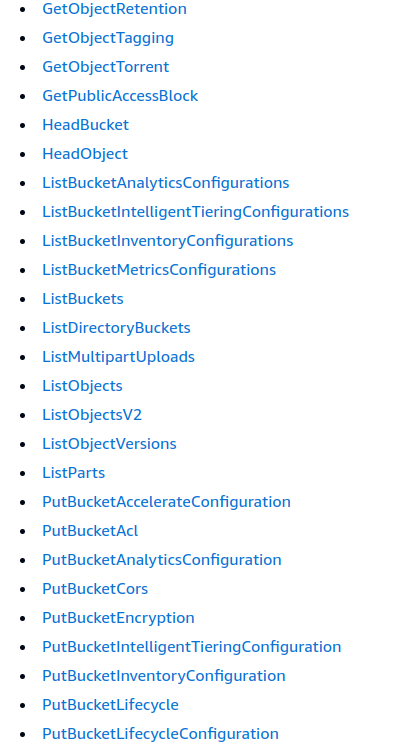 GetObjectRetention
GetObjectTagging
GetObjectTorrent
GetPublicAccessBlock
HeadBucket
HeadObject
ListBucketAnalyticsConfigurations
ListBucketIntelligentTieringConfigurations
ListBucketInventoryConfigurations
ListBucketMetricsConfigurations
ListBuckets
ListDirectoryBuckets
ListMultipartUploads
ListObjects
ListObjectsV2
ListObjectVersions
ListParts
PutBucketAccelerateConfiguration
PutBucketAcl
PutBucketAnalyticsConfiguration
PutBucketCors
PutBucketEncryption
PutBucketIntelligentTieringConfiguration
PutBucketInventoryConfiguration
PutBucketLifecycle
PutBucketLifecycleConfiguration